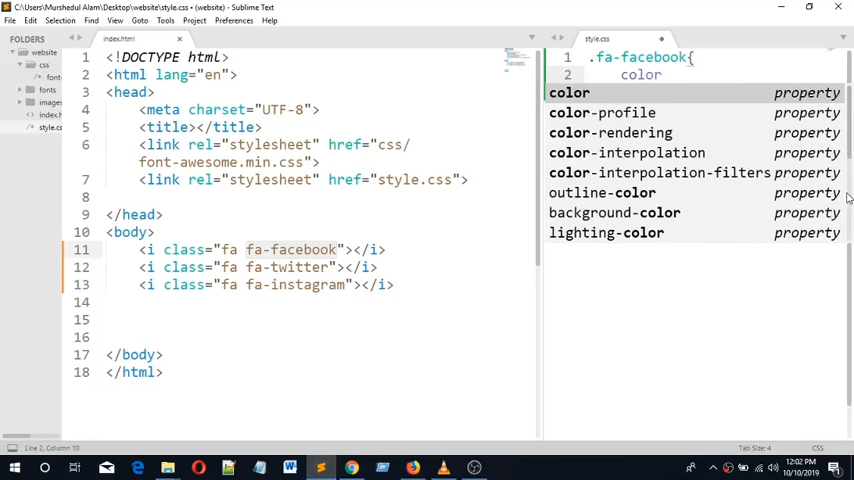 C:\Users\Murshedul Alam\Desktop\website\style.css • (website) - Sublime Text
File Edit Selection Find View Goto Tools Project Preferences Help
FOLDERS
website
css
font-
fonts
images
index.h
style.cs
index.html
1 <!DOCTYPE html>
2 <html lang="en">
3 <head>
4 <meta charset="UTF-8">
5 <title></title>
6 <link rel="stylesheet" href="css/
font-awesome.min.css">
7 <link rel="stylesheet" href="style.css">
8
9 </head>
10 <body>
11 <i class="fa fa-facebook"></i>
12 <i class="fa fa-twitter"></i>
13 <i class="fa fa-instagram"></i>
14
15
16
17 </body>
18 </html>
style.css
1 .fa-facebook{
2 color
color property
color-profile property
color-rendering property
color-interpolation property
color-interpolation-filters property
outline-color property
background-color property
lighting-color property
Line 2, Column 10
Tab Size: 4
CSS
12:02 PM
10/10/2019